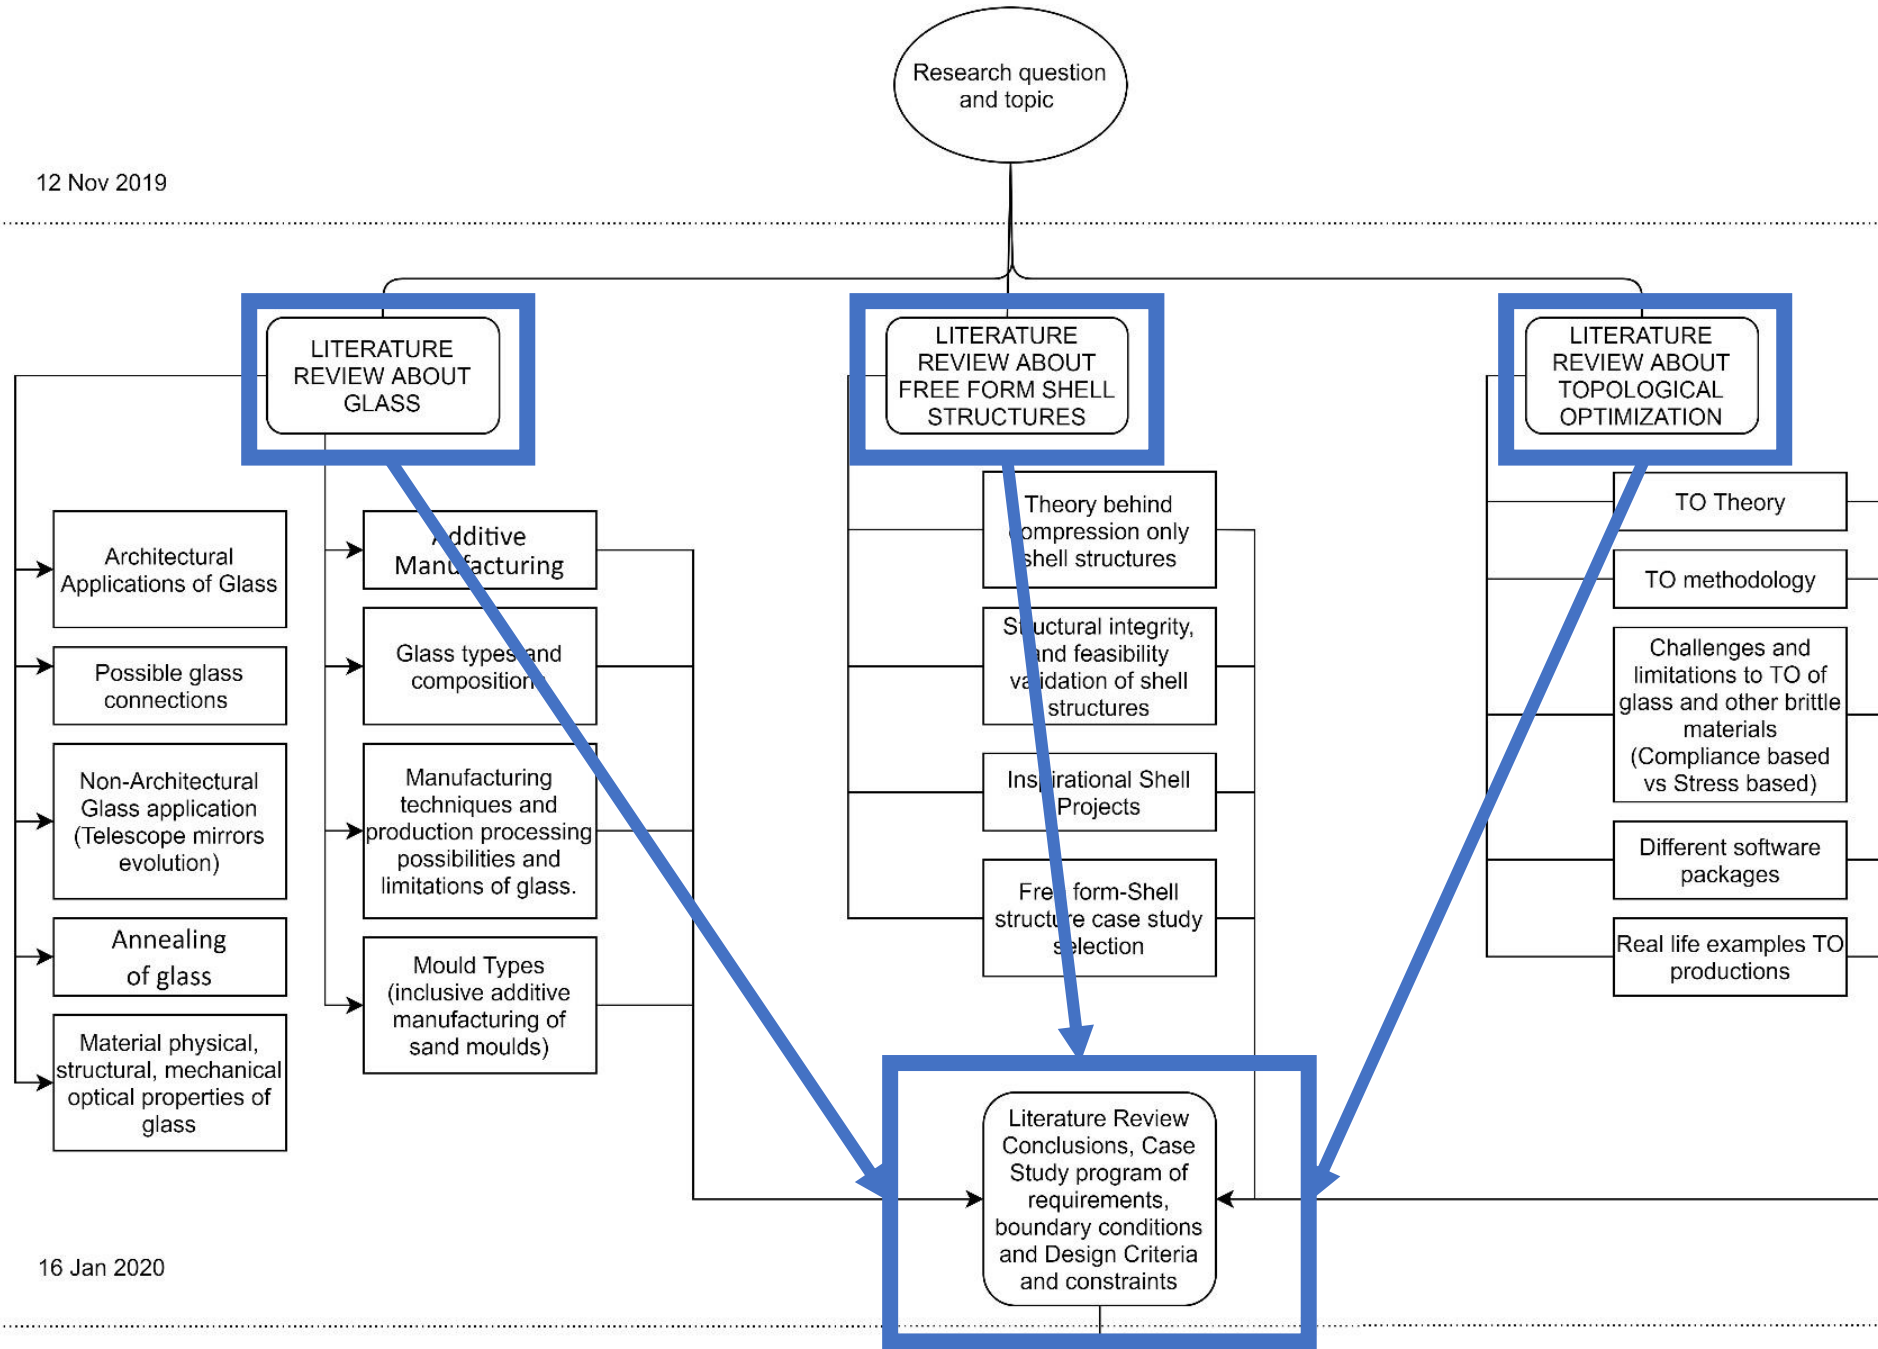 Research question
and topic
12 Nov 2019
LITERATURE
REVIEW ABOUT
GLASS
LITERATURE
REVIEW ABOUT
FREE FORM SHELL
STRUCTURES
LITERATURE
REVIEW ABOUT
TOPOLOGICAL
OPTIMIZATION
Architectural
Applications of Glass
Possible glass
connections
Non-Architectural
Glass application
(Telescope mirrors
evolution)
Annealing
of glass
Material physical,
structural, mechanical
optical properties of
glass
Additive
Manufacturing
Glass types and
compositions
Manufacturing
techniques and
production processing
possibilities and
limitations of glass.
Mould Types
(inclusive additive
manufacturing of
sand moulds)
Theory behind
compression only
shell structures
Structural integrity,
and feasibility
validation of shell
structures
Inspirational Shell
Projects
Free form-Shell
structure case study
selection
TO Theory
TO methodology
Challenges and
limitations to TO of
glass and other brittle
materials
(Compliance based
vs Stress based)
Different software
packages
Real life examples TO
productions
Literature Review
Conclusions, Case
Study program of
requirements,
boundary conditions
and Design Criteria
and constraints
16 Jan 2020